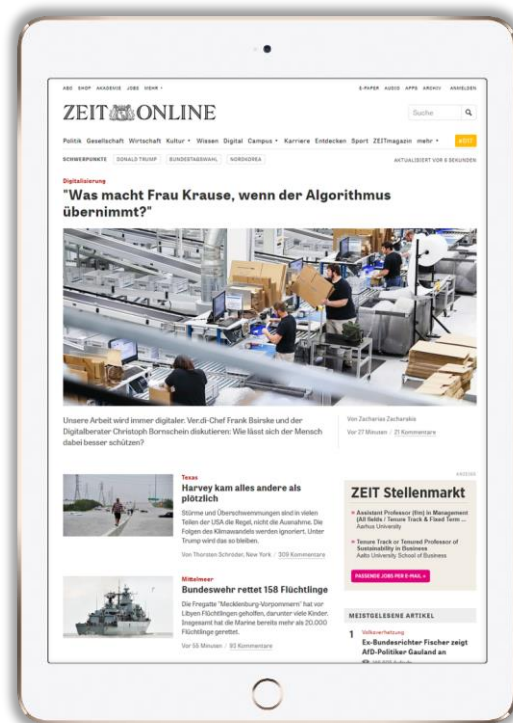 ABO SHOP AKADEMIE JOBS MEHR
E-PAPER AUDIO APPS ARCHIV ANMELDEN
ZEIT ONLINE
Suche
Politik Gesellschaft Wirtschaft Kultur Wissen Digital Campus Karriere Entdecken Sport ZEITmagazin mehr
SCHWERPUNKTE DONALD TRUMP BUNDESTAGSWAHL NORDKOREA
AKTUALISIERT VOR 6 SEKUNDEN
Digitalisierung
"Was macht Frau Krause, wenn der Algorithmus
übernimmt?"
Unsere Arbeit wird immer digitaler. Ver.di-Chef Frank Bsirske und der
Digitalberater Christoph Bornschein diskutieren: Wie lässt sich der Mensch
dabei besser schützen?
Von Zacharias Zacharakis
Vor 27 Minuten / 21 Kommentare
Texas
Harvey kam alles andere als
plötzlich
Stürme und Überschwemmungen sind in vielen
Teilen der USA die Regel, nicht die Ausnahme. Die
Folgen des Klimawandels werden ignoriert. Unter
Trump wird das so bleiben.
Von Thorsten Schröder, New York / 309 Kommentare
Mittelmeer
Bundeswehr rettet 158 Flüchtlinge
Die Fregatte "Mecklenburg-Vorpommern" hat vor
Libyen Flüchtlingen geholfen, darunter viele Kinder.
Insgesamt hat die Marine bereits mehr als 20.000
Flüchtlinge gerettet.
Vor 55 Minuten / 93 Kommentare
ANZEIGE
ZEIT Stellenmarkt
Assistant Professor (fm) in Management
(All fields / Tenure Track & Fixed Term ...
Aarhus University
Tenure Track or Tenured Professor of
Sustainability in Business
Aalto University School of Business
PASSENDE JOBS PER E-MAIL >
MEISTGELESENE ARTIKEL
1 Volksverhetzung
Ex-Bundesrichter Fischer zeigt
AfD-Politiker Gauland an